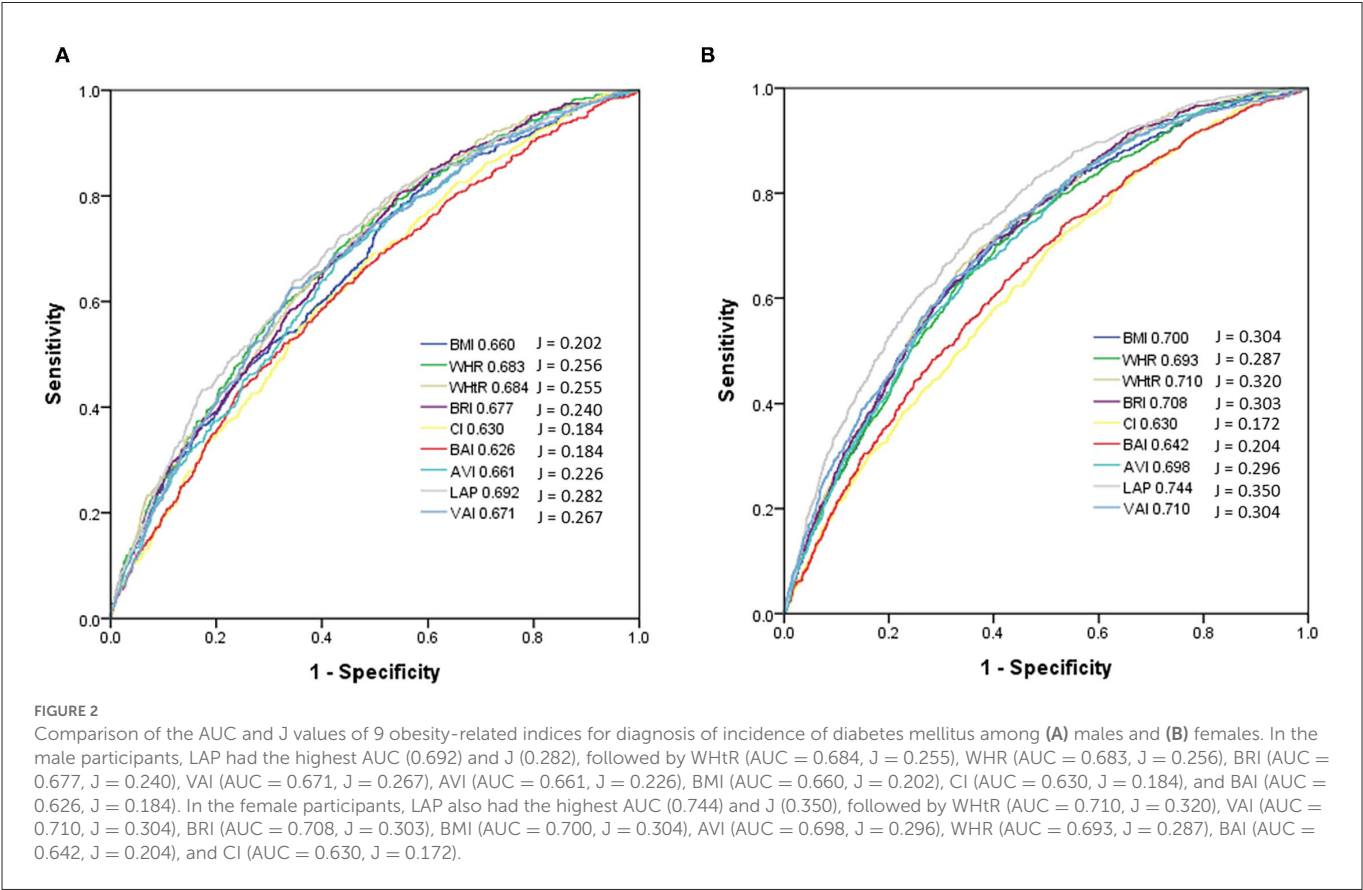 A
1.0
0.8
0.6
0.4
0.2
0.0
Sensitivity
BMI 0.660 J = 0.202
WHR 0.683 J = 0.256
WHtR 0.684 J = 0.255
BRI 0.677 J = 0.240
CI 0.630 J = 0.184
BAI 0.626 J = 0.184
AVI 0.661 J = 0.226
LAP 0.692 J = 0.282
VAI 0.671 J = 0.267
0.0 0.2 0.4 0.6 0.8 1.0
1 - Specificity
B
1.0
0.8
0.6
0.4
0.2
0.0
Sensitivity
BMI 0.700 J = 0.304
WHR 0.693 J = 0.287
WHtR 0.710 J = 0.320
BRI 0.708 J = 0.303
CI 0.630 J = 0.172
BAI 0.642 J = 0.204
AVI 0.698 J = 0.296
LAP 0.744 J = 0.350
VAI 0.710 J = 0.304
0.0 0.2 0.4 0.6 0.8 1.0
1 - Specificity
FIGURE 2
Comparison of the AUC and J values of 9 obesity-related indices for diagnosis of incidence of diabetes mellitus among (A) males and (B) females. In the
male participants, LAP had the highest AUC (0.692) and J (0.282), followed by WHtR (AUC = 0.684, J = 0.255), WHR (AUC = 0.683, J = 0.256), BRI (AUC =
0.677, J = 0.240), VAI (AUC = 0.671, J = 0.267), AVI (AUC = 0.661, J = 0.226), BMI (AUC = 0.660, J = 0.202), CI (AUC = 0.630, J = 0.184), and BAI (AUC =
0.626, J = 0.184). In the female participants, LAP also had the highest AUC (0.744) and J (0.350), followed by WHtR (AUC = 0.710, J = 0.320), VAI (AUC =
0.710, J = 0.304), BRI (AUC = 0.708, J = 0.303), BMI (AUC = 0.700, J = 0.304), AVI (AUC = 0.698, J = 0.296), WHR (AUC = 0.693, J = 0.287), BAI (AUC =
0.642, J = 0.204), and CI (AUC = 0.630, J = 0.172).